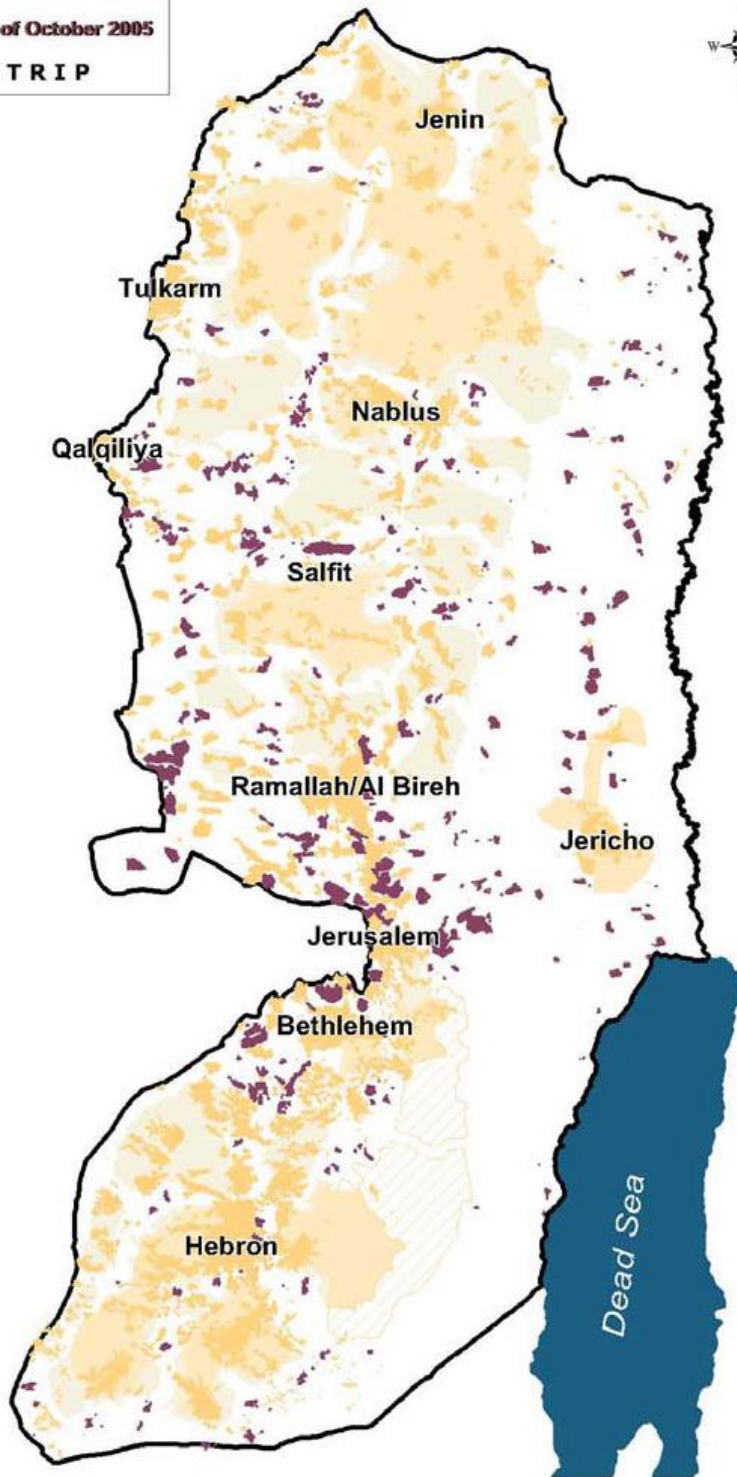 of October 2005
TRIP
W
Jenin
Tulkarm
Nablus
Qalqiliya
Salfit
Ramallah/Al Bireh
Jericho
Jerusalem
Bethlehem
Hebron
Dead Sea